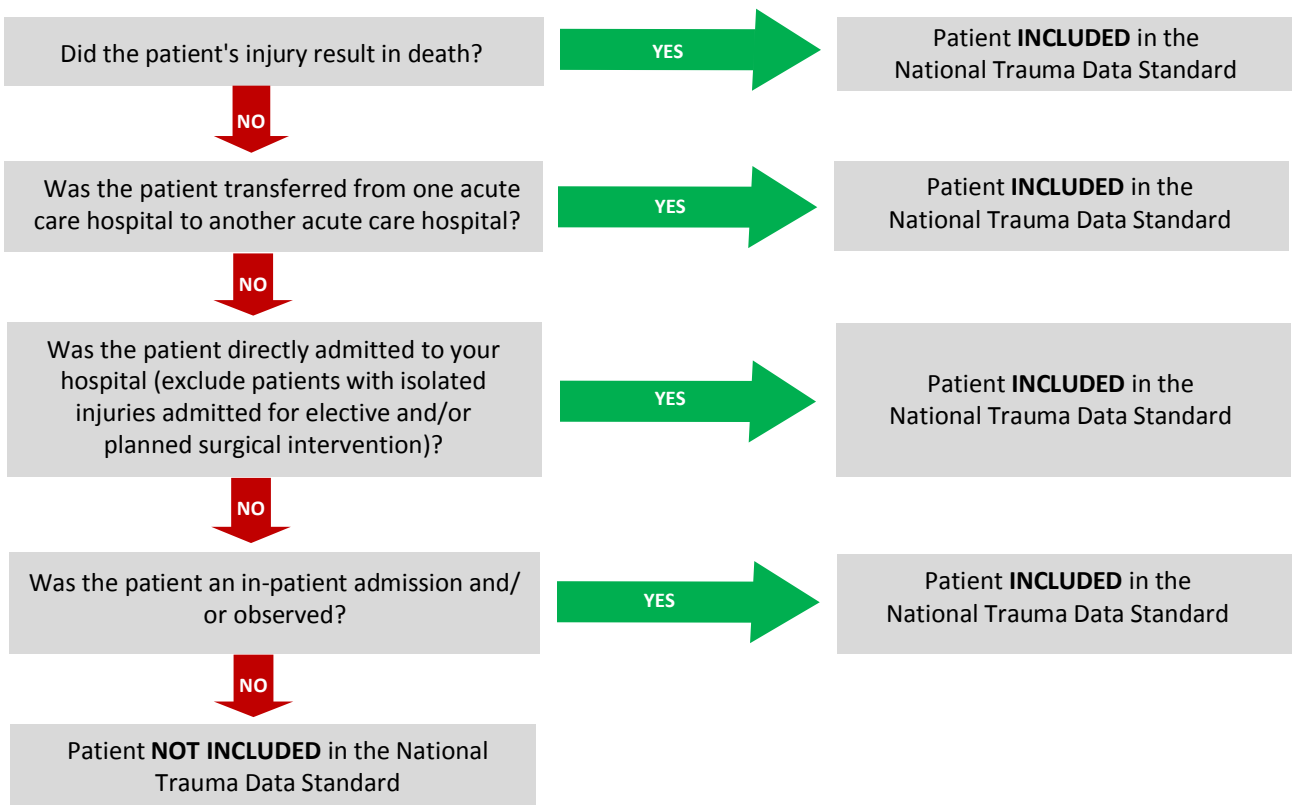 Did the patient's injury result in death?
YES
Patient INCLUDED in the
National Trauma Data Standard
NO
Was the patient transferred from one acute
care hospital to another acute care hospital?
YES
Patient INCLUDED in the
National Trauma Data Standard
NO
Was the patient directly admitted to your
hospital (exclude patients with isolated
injuries admitted for elective and/or
planned surgical intervention)?
YES
Patient INCLUDED in the
National Trauma Data Standard
NO
Was the patient an in-patient admission and/
or observed?
YES
Patient INCLUDED in the
National Trauma Data Standard
NO
Patient NOT INCLUDED in the National
Trauma Data Standard